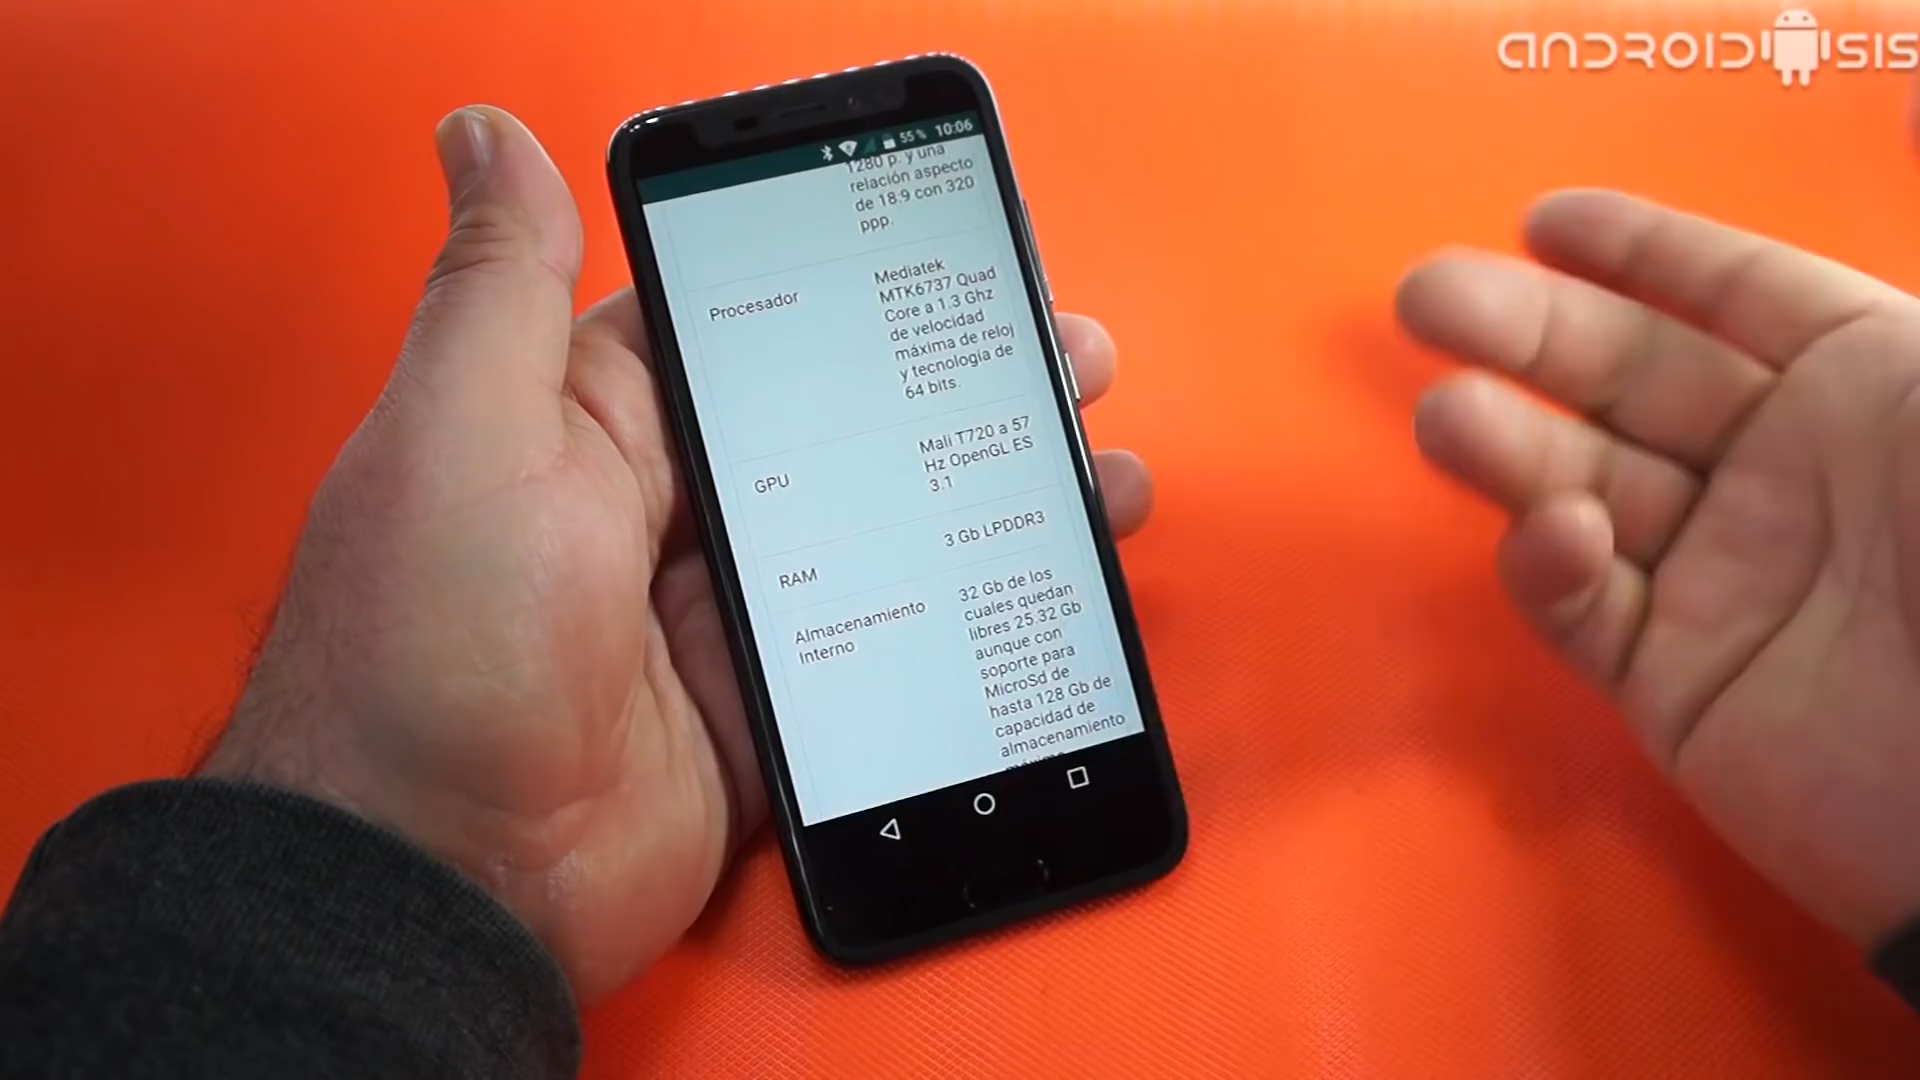 ANDROIDSIS
55 % 10:06
1280 p. y una
relación aspecto
de 18:9 con 320
ppp.
Procesador
Mediatek
MTK6737 Quad
Core a 1.3 Ghz
de velocidad
máxima de reloj
y tecnologia de
64 bits.
GPU
Mali T720 a 57
Hz OpenGL ES
3.1
RAM
3 Gb LPDDR3
Almacenamiento
Interno
32 Gb de los
cuales quedan
libres 25.32 Gb
aunque con
soporte para
MicroSd de
hasta 128 Gb de
capacidad de
almacenamiento